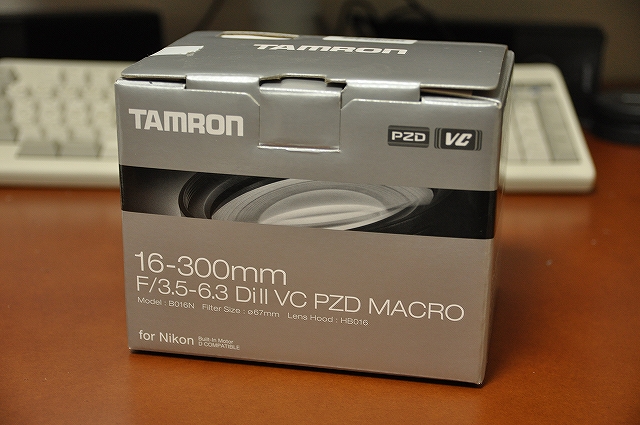 TAMRON
TAMRON
PZD VC
16-300mm
F/3.5-6.3 Di II VC PZD MACRO
Model : B016N Filter Size : ø67mm Lens Hood : HB016
for Nikon Built-In Motor
D COMPATIBLE